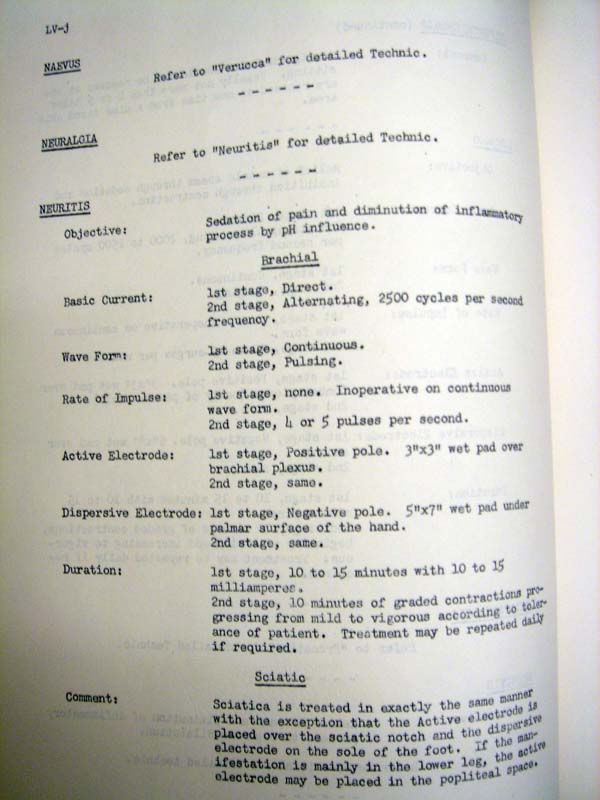 LV-j
NAEVUS
Refer to "Verucca" for detailed Technic.
- - - - - -
NEURALGIA
Refer to "Neuritis" for detailed Technic.
- - - - - -
NEURITIS
Objective: Sedation of pain and diminution of inflammatory
process by pH influence.
Brachial
Basic Current: 1st stage, Direct.
2nd stage, Alternating, 2500 cycles per second
frequency.
Wave Form: 1st stage, Continuous.
2nd stage, Pulsing.
Rate of Impulse: 1st stage, none. Inoperative on continuous
wave form.
2nd stage, 4 or 5 pulses per second.
Active Electrode: 1st stage, Positive pole. 3"x3" wet pad over
brachial plexus.
2nd stage, same.
Dispersive Electrode: 1st stage, Negative pole. 5"x7" wet pad under
palmar surface of the hand.
2nd stage, same.
Duration: 1st stage, 10 to 15 minutes with 10 to 15
milliamperes.
2nd stage, 10 minutes of graded contractions pro-
gressing from mild to vigorous according to toler-
ance of patient. Treatment may be repeated daily
if required.
Sciatic
Comment: Sciatica is treated in exactly the same manner
with the exception that the Active electrode is
placed over the sciatic notch and the dispersive
electrode on the sole of the foot. If the man-
ifestation is mainly in the lower leg, the active
electrode may be placed in the popliteal space.